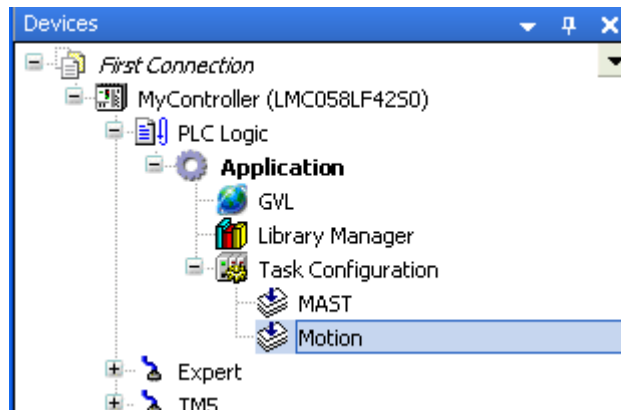 Devices
First Connection
MyController (LMC058LF42S0)
PLC Logic
Application
GVL
Library Manager
Task Configuration
MAST
Motion
Expert
TM5